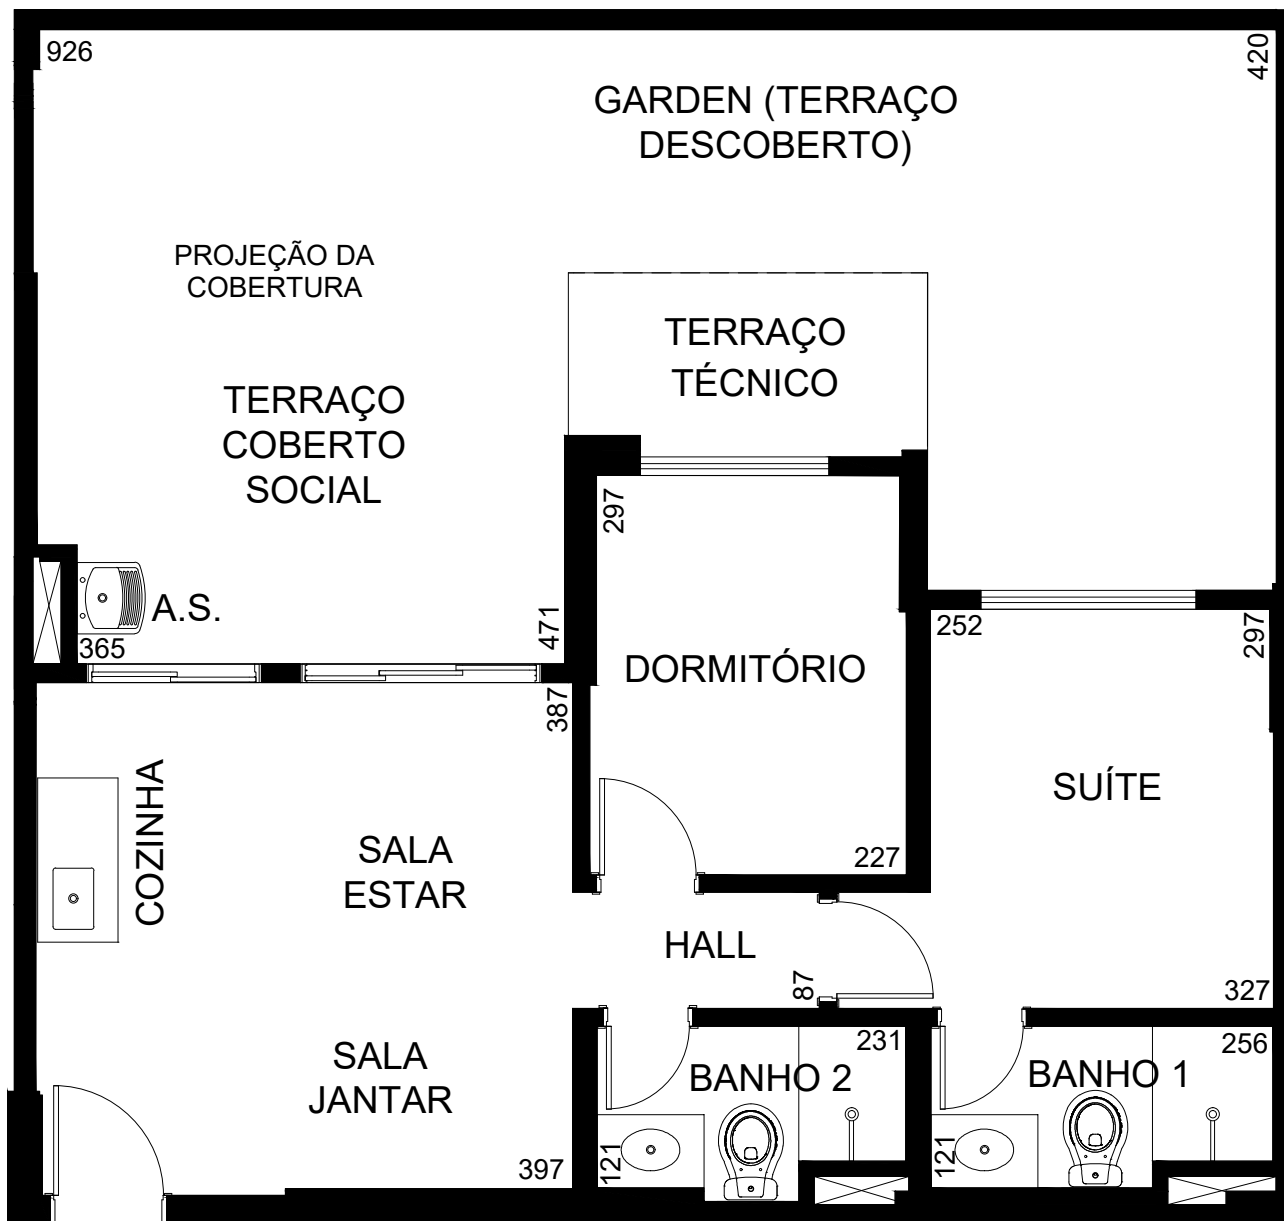 926
420
GARDEN (TERRAÇO
DESCOBERTO)
PROJEÇÃO DA
COBERTURA
TERRAÇO
TÉCNICO
TERRAÇO
COBERTO
SOCIAL
297
A.S.
365
471
252
297
DORMITÓRIO
387
COZINHA
SUÍTE
SALA
ESTAR
227
HALL
87
327
SALA
JANTAR
231
BANHO 2
256
BANHO 1
397
121
121